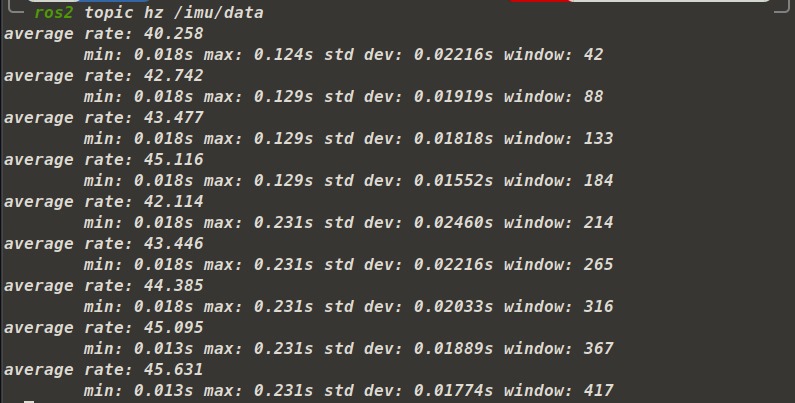 ros2 topic hz /imu/data
average rate: 40.258
min: 0.018s max: 0.124s std dev: 0.02216s window: 42
average rate: 42.742
min: 0.018s max: 0.129s std dev: 0.01919s window: 88
average rate: 43.477
min: 0.018s max: 0.129s std dev: 0.01818s window: 133
average rate: 45.116
min: 0.018s max: 0.129s std dev: 0.01552s window: 184
average rate: 42.114
min: 0.018s max: 0.231s std dev: 0.02460s window: 214
average rate: 43.446
min: 0.018s max: 0.231s std dev: 0.02216s window: 265
average rate: 44.385
min: 0.018s max: 0.231s std dev: 0.02033s window: 316
average rate: 45.095
min: 0.013s max: 0.231s std dev: 0.01889s window: 367
average rate: 45.631
min: 0.013s max: 0.231s std dev: 0.01774s window: 417